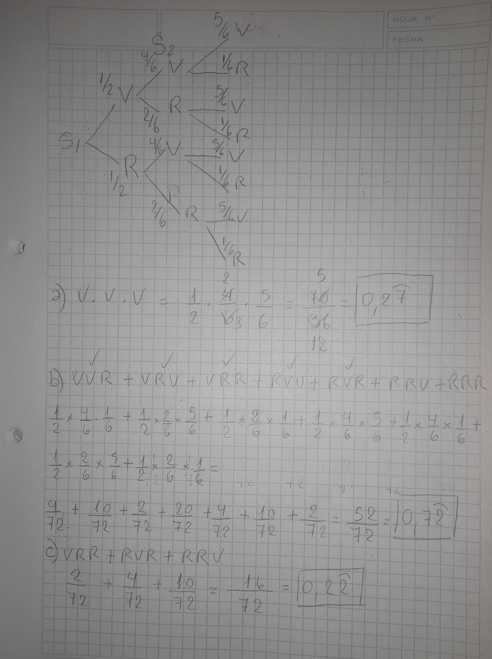 HOJA Nº
FECHA
S1
S2
1/2 V
1/2 R
4/6 V
2/6 R
4/6 V
2/6 R
5/6 V
1/6 R
5/6 V
1/6 R
5/6 V
1/6 R
5/6 V
1/6 R
a) V . V . V = 1/2 . 4/6 . 5/6 = 10/36 = 0,27
2 3 5 18
b) VVR + VRV + VRR + RVV + RVR + RRV + RRR
1/2 x 4/6 x 1/6 + 1/2 x 2/6 x 5/6 + 1/2 x 2/6 x 1/6 + 1/2 x 4/6 x 5/6 + 1/2 x 4/6 x 1/6 +
1/2 x 2/6 x 5/6 + 1/2 x 2/6 x 1/6 =
4/72 + 10/72 + 2/72 + 20/72 + 4/72 + 10/72 + 2/72 = 52/72 = 0,72
c) VRR + RVR + RRV
2/72 + 4/72 + 10/72 = 16/72 = 0,22